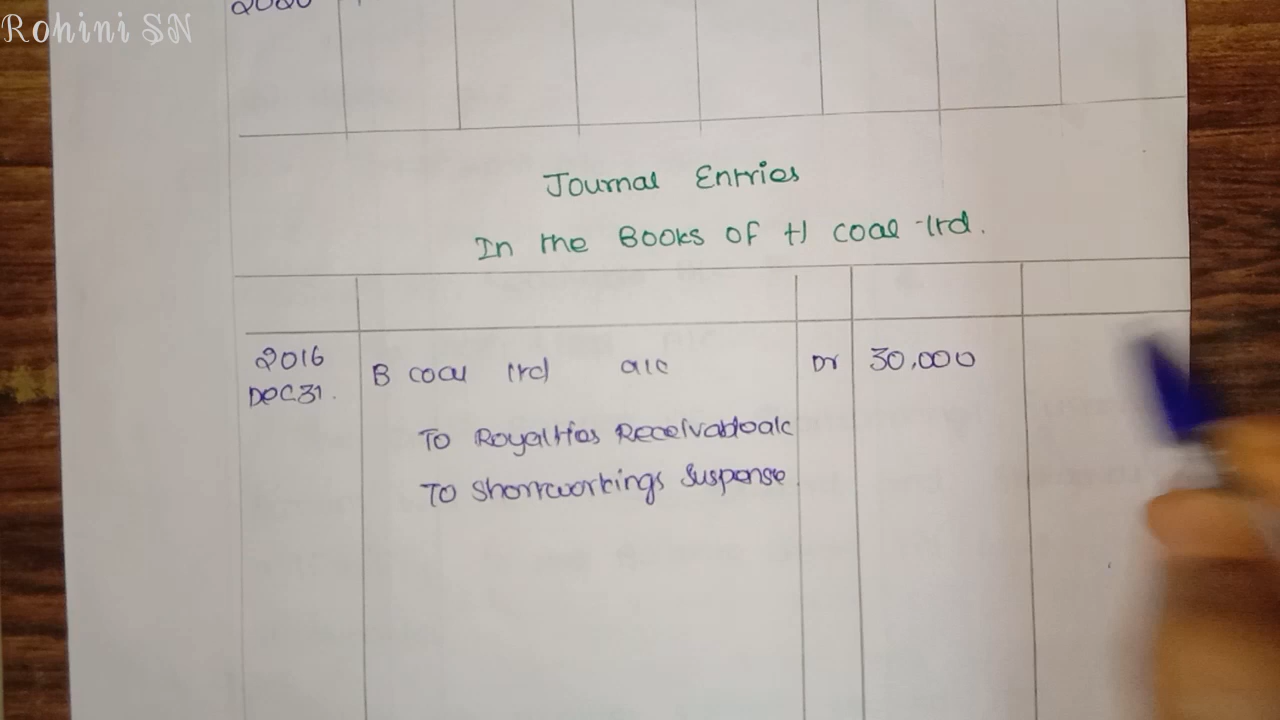 Rohini SN
2020
Journal Entries
In the Books of H coal Ltd.
2016 B coal Ltd a/c Dr 30,000
Dec 31.
To Royalties Receivable a/c
To Shortworkings Suspense